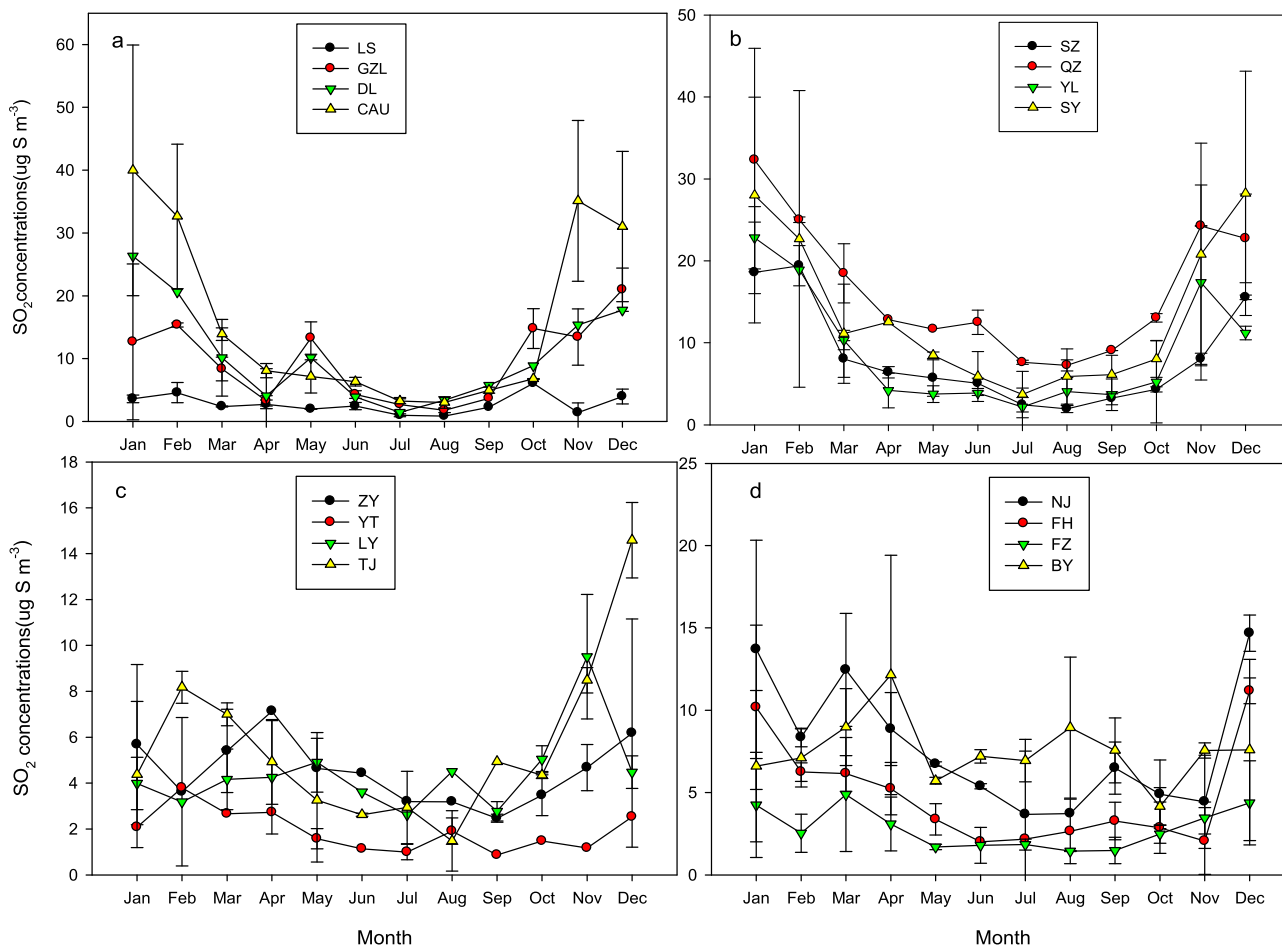 a
LS
GZL
DL
CAU
SO2concentrations(ug S m-3)
60
50
40
30
20
10
0
Jan Feb Mar Apr May Jun Jul Aug Sep Oct Nov Dec
b
SZ
QZ
YL
SY
50
40
30
20
10
0
Jan Feb Mar Apr May Jun Jul Aug Sep Oct Nov Dec
c
ZY
YT
LY
TJ
SO2 concentrations(ug S m-3)
18
16
14
12
10
8
6
4
2
0
Jan Feb Mar Apr May Jun Jul Aug Sep Oct Nov Dec
Month
d
NJ
FH
FZ
BY
25
20
15
10
5
0
Jan Feb Mar Apr May Jun Jul Aug Sep Oct Nov Dec
Month